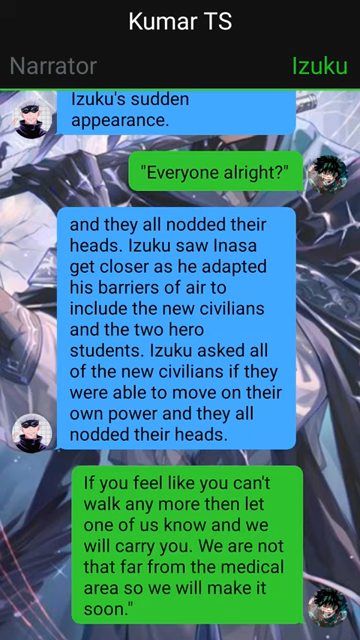 Kumar TS
Narrator
Izuku
Izuku's sudden
appearance.
"Everyone alright?"
and they all nodded their
heads. Izuku saw Inasa
get closer as he adapted
his barriers of air to
include the new civilians
and the two hero
students. Izuku asked all
of the new civilians if they
were able to move on their
own power and they all
nodded their heads.
If you feel like you can't
walk any more then let
one of us know and we
will carry you. We are not
that far from the medical
area so we will make it
soon."